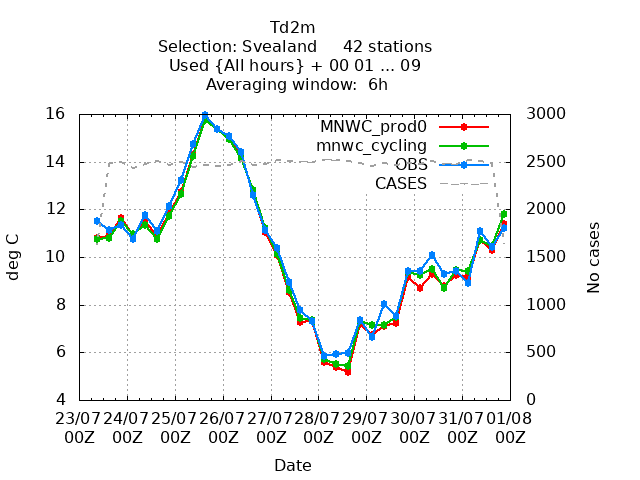 Td2m
Selection: Svealand     42 stations
Used {All hours} + 00 01 ... 09
Averaging window:  6h
16 3000
MNWC_prod0
mnwc_cycling
14 OBS 2500
CASES
12 2000
10 1500
deg C No cases
8 1000
6 500
4 0
23/07 24/07 25/07 26/07 27/07 28/07 29/07 30/07 31/07 01/08
00Z 00Z 00Z 00Z 00Z 00Z 00Z 00Z 00Z 00Z
Date